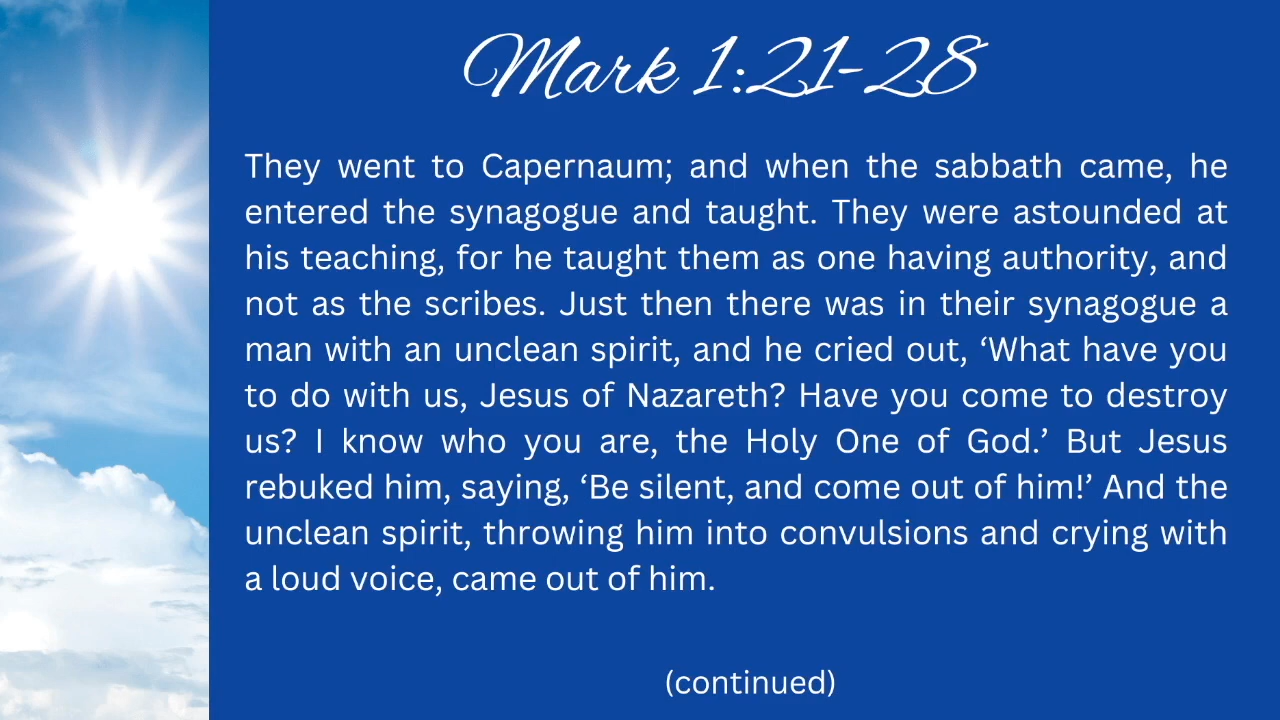 Mark 1:21-28
They went to Capernaum; and when the sabbath came, he
entered the synagogue and taught. They were astounded at
his teaching, for he taught them as one having authority, and
not as the scribes. Just then there was in their synagogue a
man with an unclean spirit, and he cried out, ‘What have you
to do with us, Jesus of Nazareth? Have you come to destroy
us? I know who you are, the Holy One of God.’ But Jesus
rebuked him, saying, ‘Be silent, and come out of him!’ And the
unclean spirit, throwing him into convulsions and crying with
a loud voice, came out of him.
(continued)